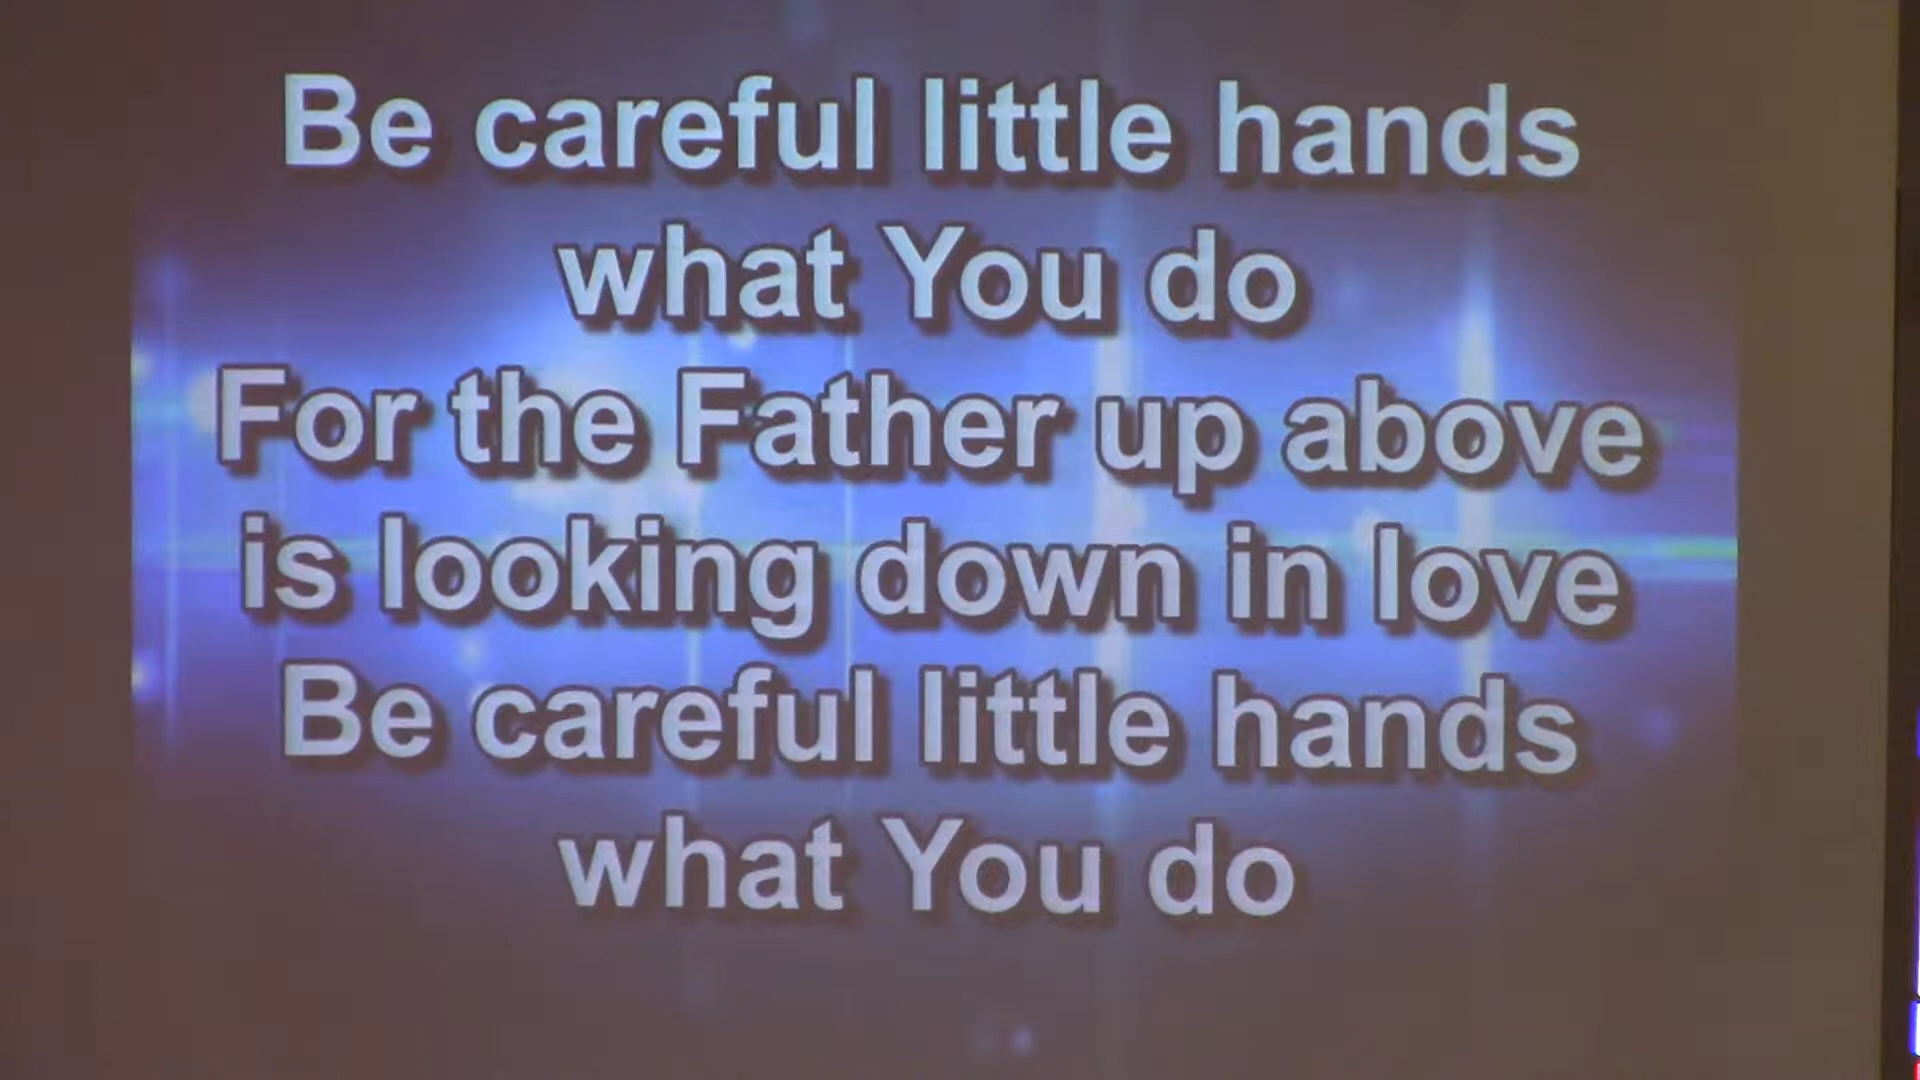 Be careful little hands
what You do
For the Father up above
is looking down in love
Be careful little hands
what You do